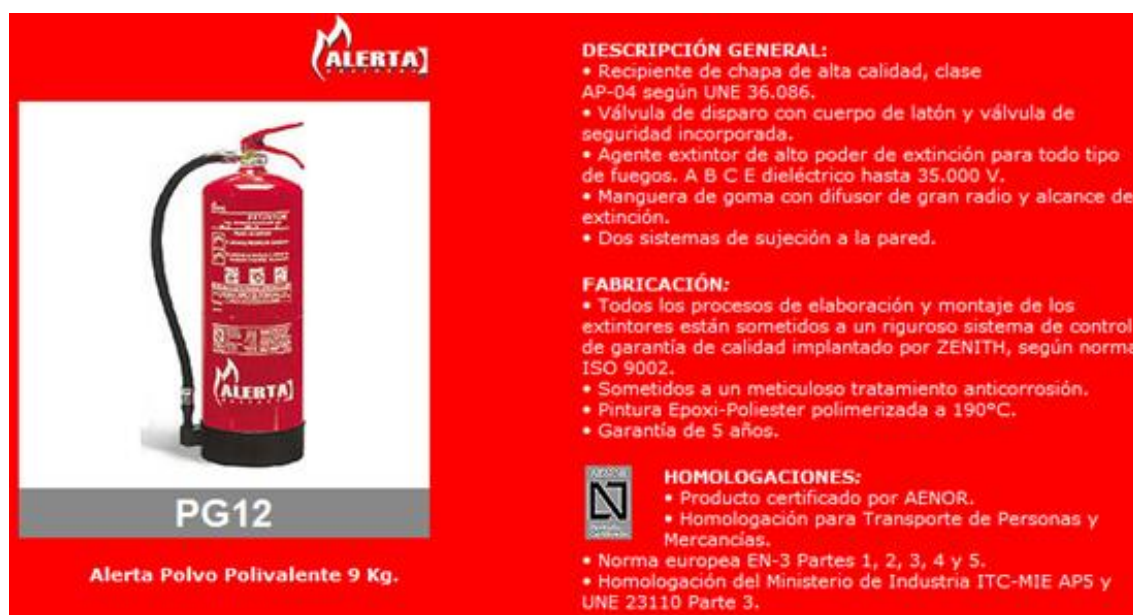 ALERTA
EXTINTOR
ALERTA
PG12
Alerta Polvo Polivalente 9 Kg.
DESCRIPCIÓN GENERAL:
• Recipiente de chapa de alta calidad, clase
AP-04 según UNE 36.086.
• Válvula de disparo con cuerpo de latón y válvula de
seguridad incorporada.
• Agente extintor de alto poder de extinción para todo tipo
de fuegos. A B C E dieléctrico hasta 35.000 V.
• Manguera de goma con difusor de gran radio y alcance de
extinción.
• Dos sistemas de sujeción a la pared.
FABRICACIÓN:
• Todos los procesos de elaboración y montaje de los
extintores están sometidos a un riguroso sistema de control
de garantía de calidad implantado por ZENITH, según norma
ISO 9002.
• Sometidos a un meticuloso tratamiento anticorrosión.
• Pintura Epoxi-Poliester polimerizada a 190°C.
• Garantía de 5 años.
AENOR
N
HOMOLOGACIONES:
• Producto certificado por AENOR.
• Homologación para Transporte de Personas y
Mercancías.
• Norma europea EN-3 Partes 1, 2, 3, 4 y 5.
• Homologación del Ministerio de Industria ITC-MIE AP5 y
UNE 23110 Parte 3.